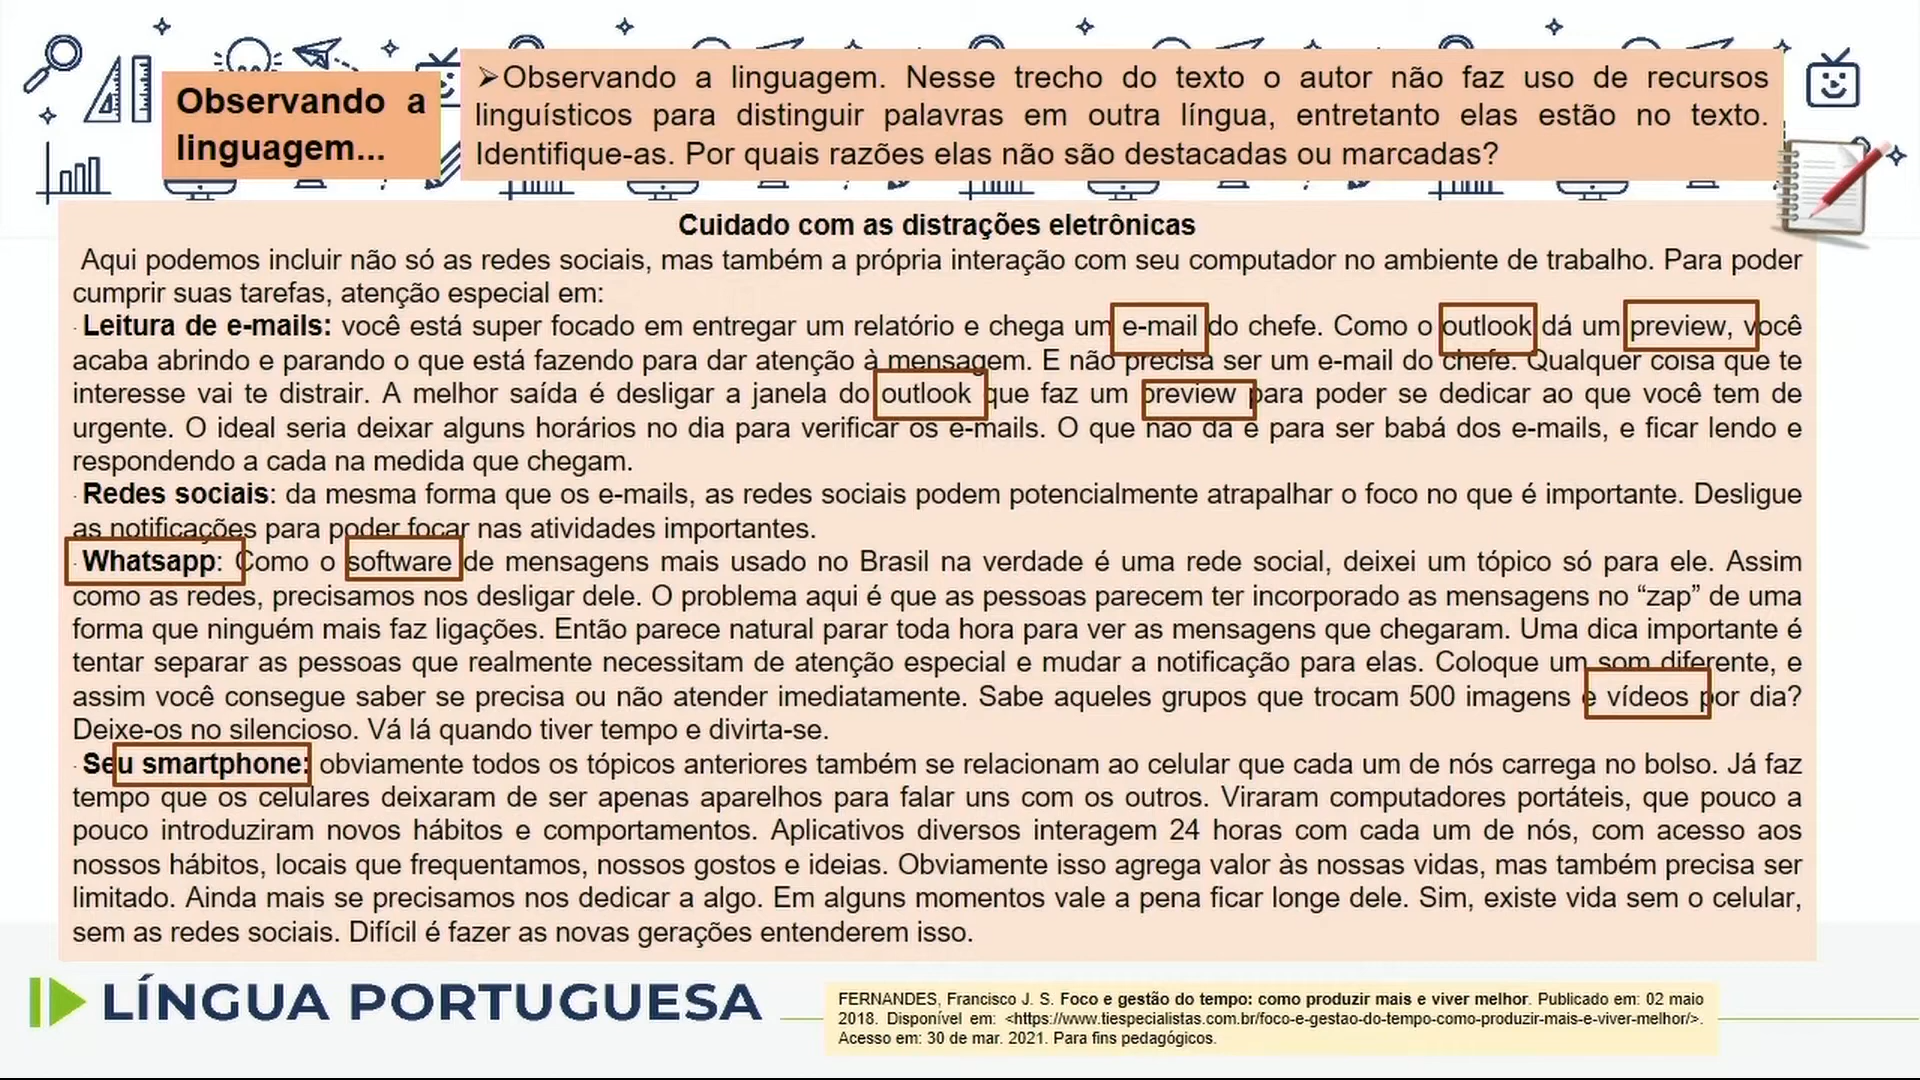 Observando a
linguagem...
➢Observando a linguagem. Nesse trecho do texto o autor não faz uso de recursos
linguísticos para distinguir palavras em outra língua, entretanto elas estão no texto.
Identifique-as. Por quais razões elas não são destacadas ou marcadas?
Cuidado com as distrações eletrônicas
Aqui podemos incluir não só as redes sociais, mas também a própria interação com seu computador no ambiente de trabalho. Para poder
cumprir suas tarefas, atenção especial em:
· Leitura de e-mails: você está super focado em entregar um relatório e chega um e-mail do chefe. Como o outlook dá um preview, você
acaba abrindo e parando o que está fazendo para dar atenção à mensagem. E não precisa ser um e-mail do chefe. Qualquer coisa que te
interesse vai te distrair. A melhor saída é desligar a janela do outlook que faz um preview para poder se dedicar ao que você tem de
urgente. O ideal seria deixar alguns horários no dia para verificar os e-mails. O que não dá é para ser babá dos e-mails, e ficar lendo e
respondendo a cada na medida que chegam.
· Redes sociais: da mesma forma que os e-mails, as redes sociais podem potencialmente atrapalhar o foco no que é importante. Desligue
as notificações para poder focar nas atividades importantes.
· Whatsapp: Como o software de mensagens mais usado no Brasil na verdade é uma rede social, deixei um tópico só para ele. Assim
como as redes, precisamos nos desligar dele. O problema aqui é que as pessoas parecem ter incorporado as mensagens no “zap” de uma
forma que ninguém mais faz ligações. Então parece natural parar toda hora para ver as mensagens que chegaram. Uma dica importante é
tentar separar as pessoas que realmente necessitam de atenção especial e mudar a notificação para elas. Coloque um som diferente, e
assim você consegue saber se precisa ou não atender imediatamente. Sabe aqueles grupos que trocam 500 imagens e vídeos por dia?
Deixe-os no silencioso. Vá lá quando tiver tempo e divirta-se.
· Seu smartphone: obviamente todos os tópicos anteriores também se relacionam ao celular que cada um de nós carrega no bolso. Já faz
tempo que os celulares deixaram de ser apenas aparelhos para falar uns com os outros. Viraram computadores portáteis, que pouco a
pouco introduziram novos hábitos e comportamentos. Aplicativos diversos interagem 24 horas com cada um de nós, com acesso aos
nossos hábitos, locais que frequentamos, nossos gostos e ideias. Obviamente isso agrega valor às nossas vidas, mas também precisa ser
limitado. Ainda mais se precisamos nos dedicar a algo. Em alguns momentos vale a pena ficar longe dele. Sim, existe vida sem o celular,
sem as redes sociais. Difícil é fazer as novas gerações entenderem isso.
LÍNGUA PORTUGUESA
FERNANDES, Francisco J. S. Foco e gestão do tempo: como produzir mais e viver melhor. Publicado em: 02 maio
2018. Disponível em: <https://www.tiespecialistas.com.br/foco-e-gestao-do-tempo-como-produzir-mais-e-viver-melhor/>.
Acesso em: 30 de mar. 2021. Para fins pedagógicos.